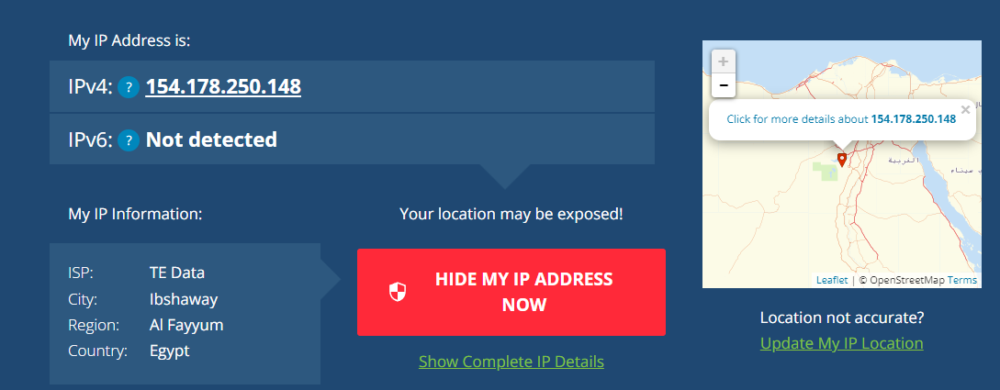 My IP Address is:
IPv4: ? 154.178.250.148
IPv6: ? Not detected
My IP Information:
ISP: TE Data
City: Ibshaway
Region: Al Fayyum
Country: Egypt
Your location may be exposed!
HIDE MY IP ADDRESS
NOW
Show Complete IP Details
+
−
Click for more details about 154.178.250.148
×
الغربية
سيناء
Leaflet | © OpenStreetMap Terms
Location not accurate?
Update My IP Location